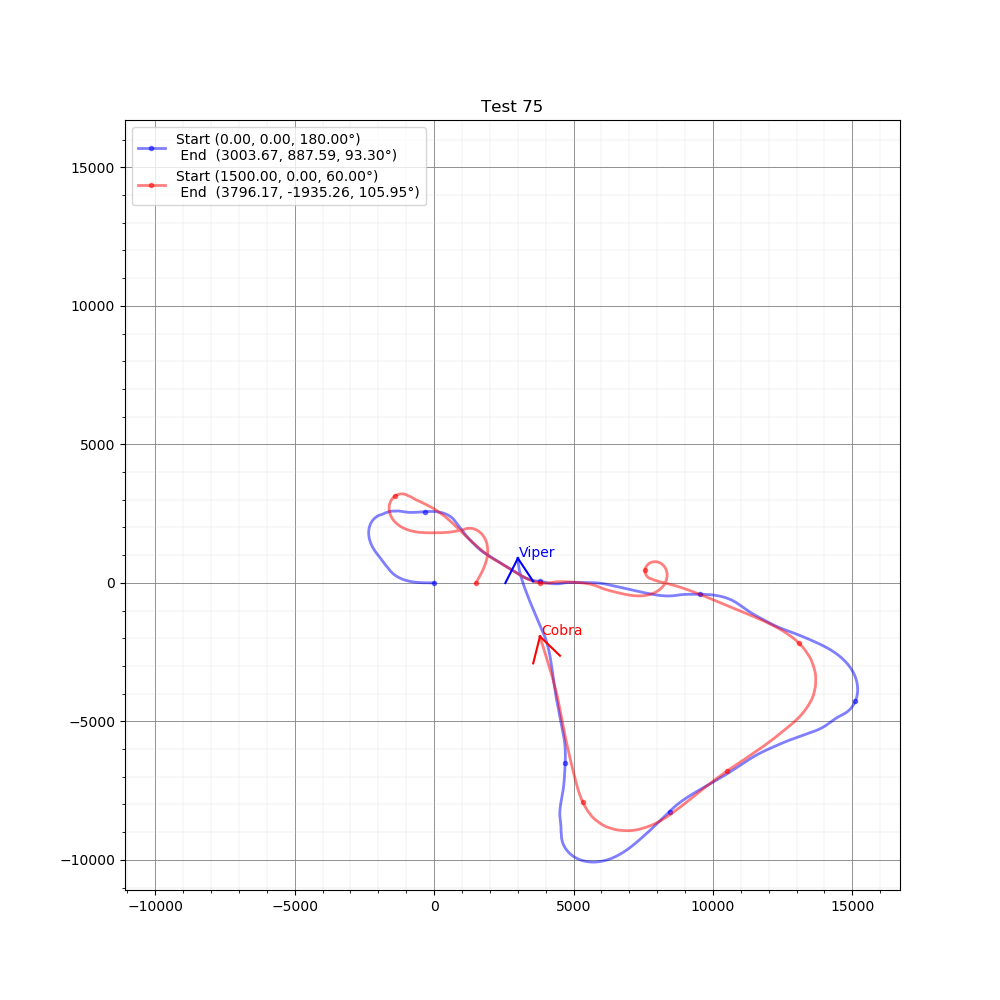 Test 75
Start (0.00, 0.00, 180.00°)
End  (3003.67, 887.59, 93.30°)
Start (1500.00, 0.00, 60.00°)
End  (3796.17, -1935.26, 105.95°)
15000
10000
5000
0
−5000
−10000
Viper
Cobra
−10000
−5000
0
5000
10000
15000